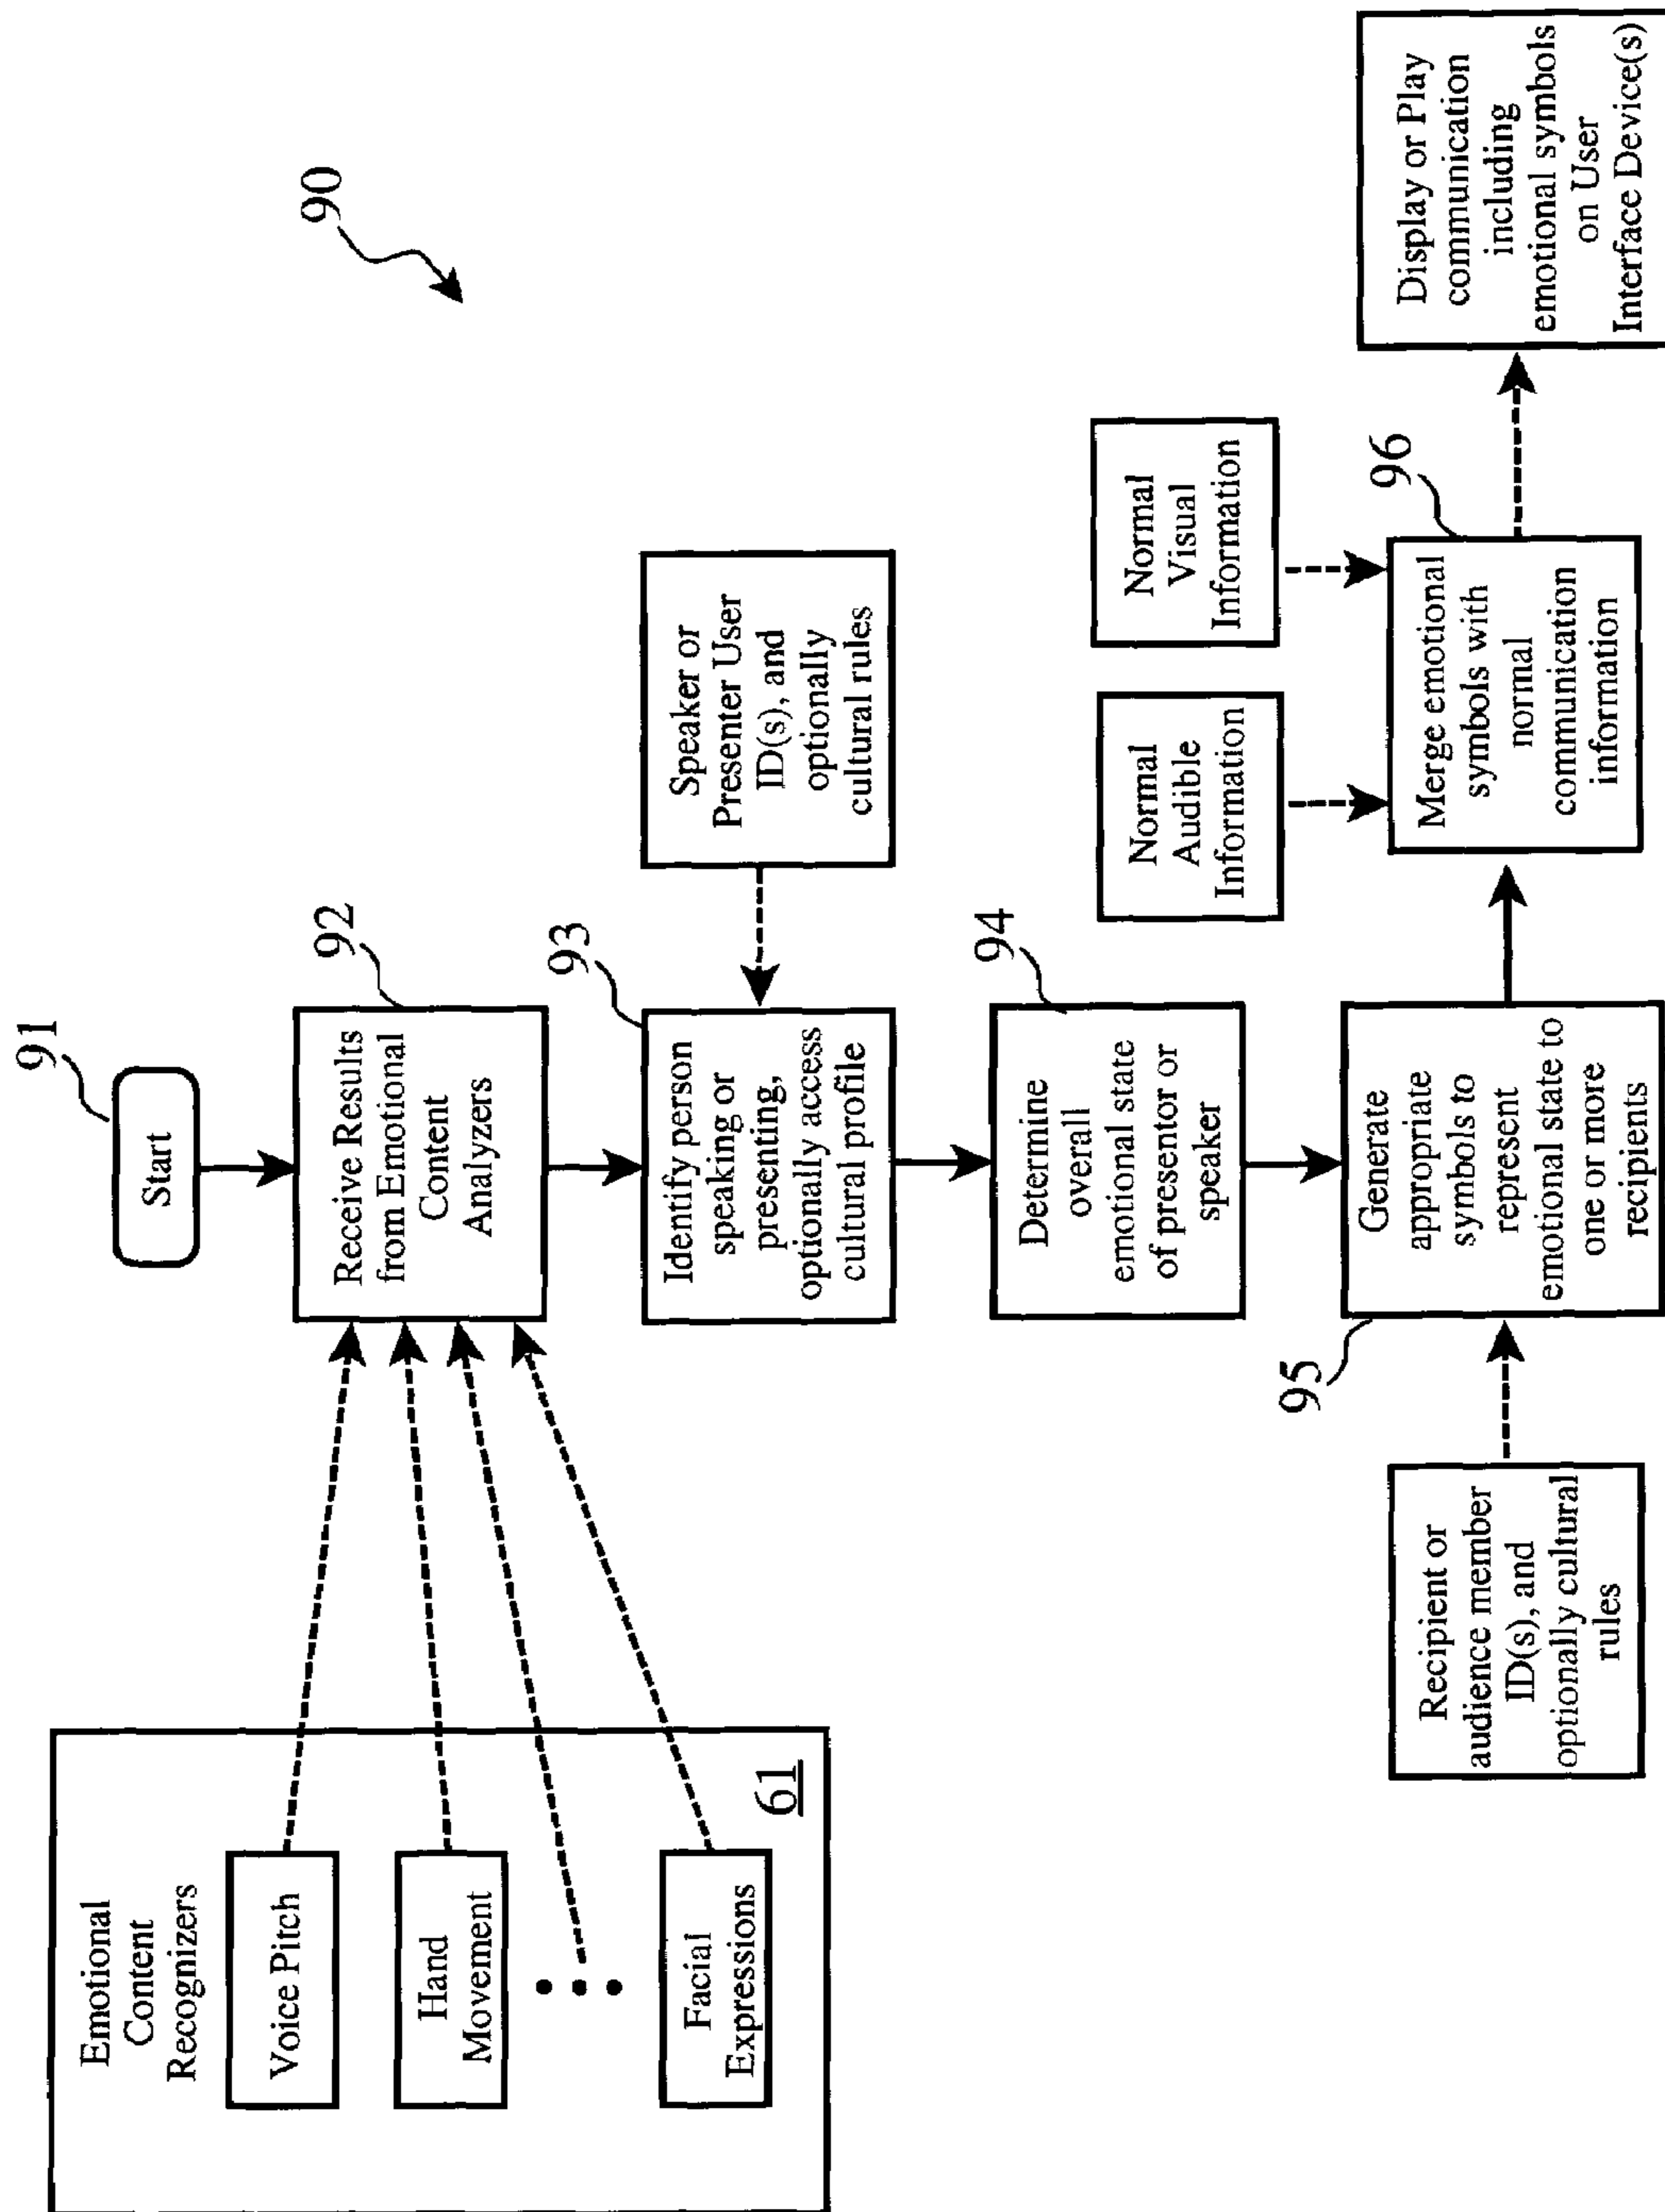 90
Emotional
Content
Recognizers
Voice Pitch
Hand
Movement
Facial
Expressions
61
Start
91
Receive Results
from Emotional
Content
Analyzers
92
Identify person
speaking or
presenting,
optionally access
cultural profile
93
Speaker or
Presenter User
ID(s), and
optionally
cultural rules
Determine
overall
emotional state
of presentor or
speaker
94
Recipient or
audience member
ID(s), and
optionally cultural
rules
Generate
appropriate
symbols to
represent
emotional state to
one or more
recipients
95
Normal
Audible
Information
Normal
Visual
Information
Merge emotional
symbols with
normal
communication
information
96
Display or Play
communication
including
emotional symbols
on User
Interface Device(s)